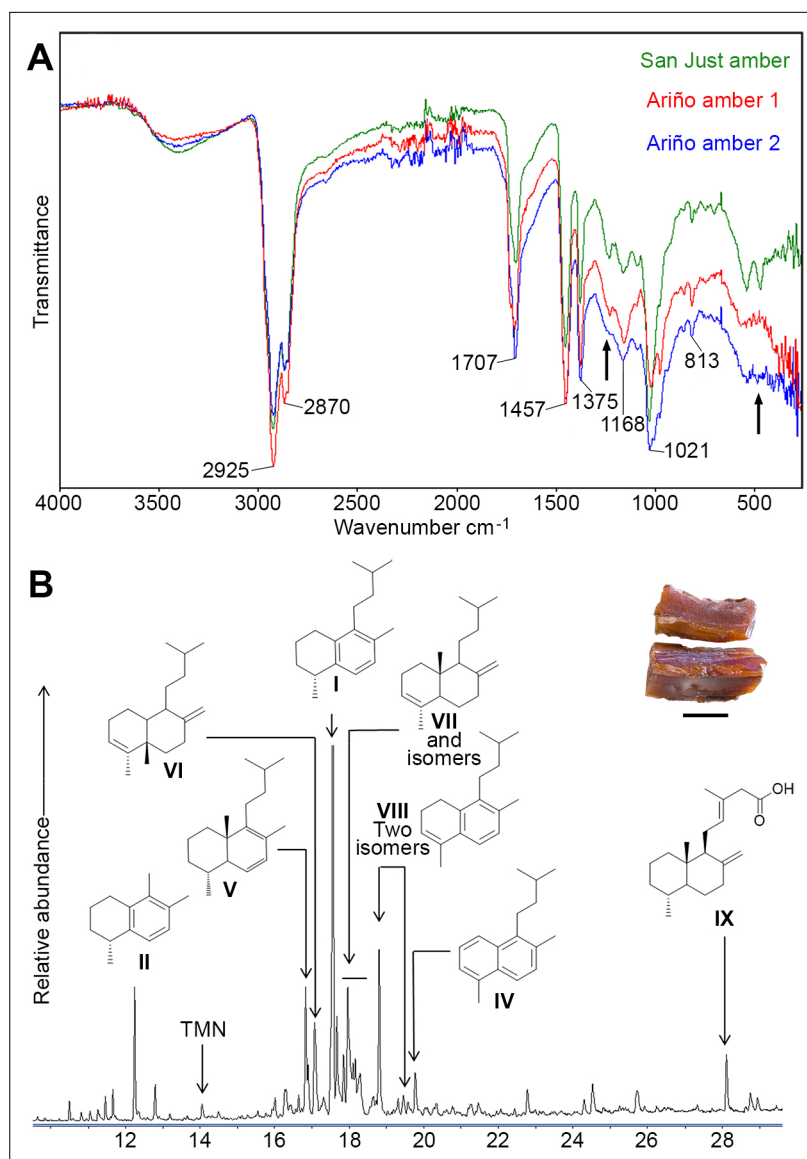 A
San Just amber
Ariño amber 1
Ariño amber 2
Transmittance
2925
2870
1707
1457
1375
1168
1021
813
4000 3500 3000 2500 2000 1500 1000 500
Wavenumber cm-1
B
Relative abundance
I
VI
VII
and
isomers
VIII
Two
isomers
V
II
IV
OH
O
IX
TMN
12 14 16 18 20 22 24 26 28